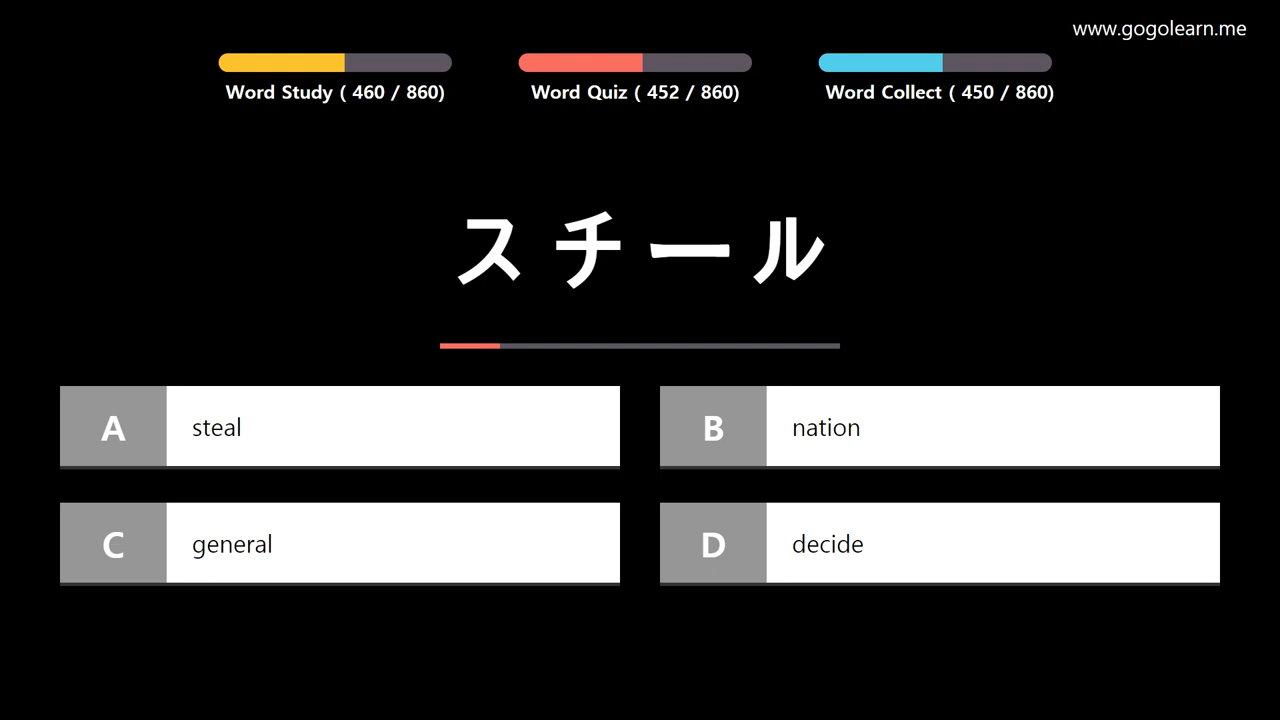 www.gogolearn.me
Word Study ( 460 / 860)
Word Quiz ( 452 / 860)
Word Collect ( 450 / 860)
スチール
A steal
B nation
C general
D decide